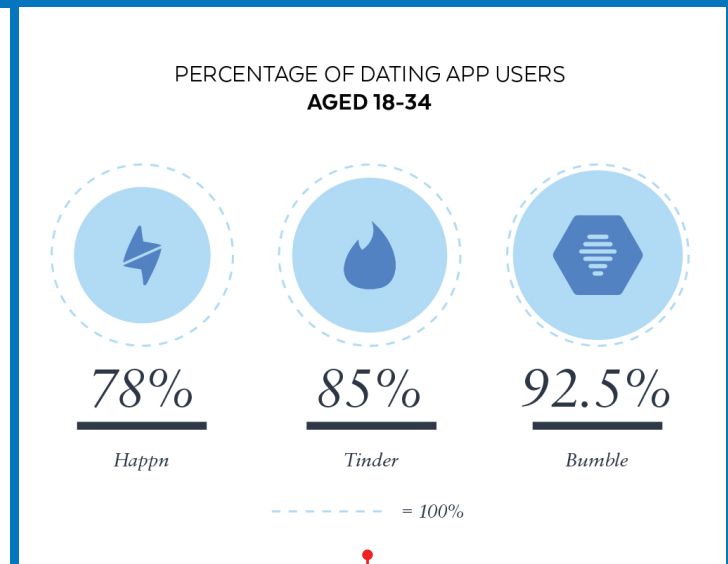 PERCENTAGE OF DATING APP USERS
AGED 18-34
78% 85% 92.5%
Happn Tinder Bumble
= 100%